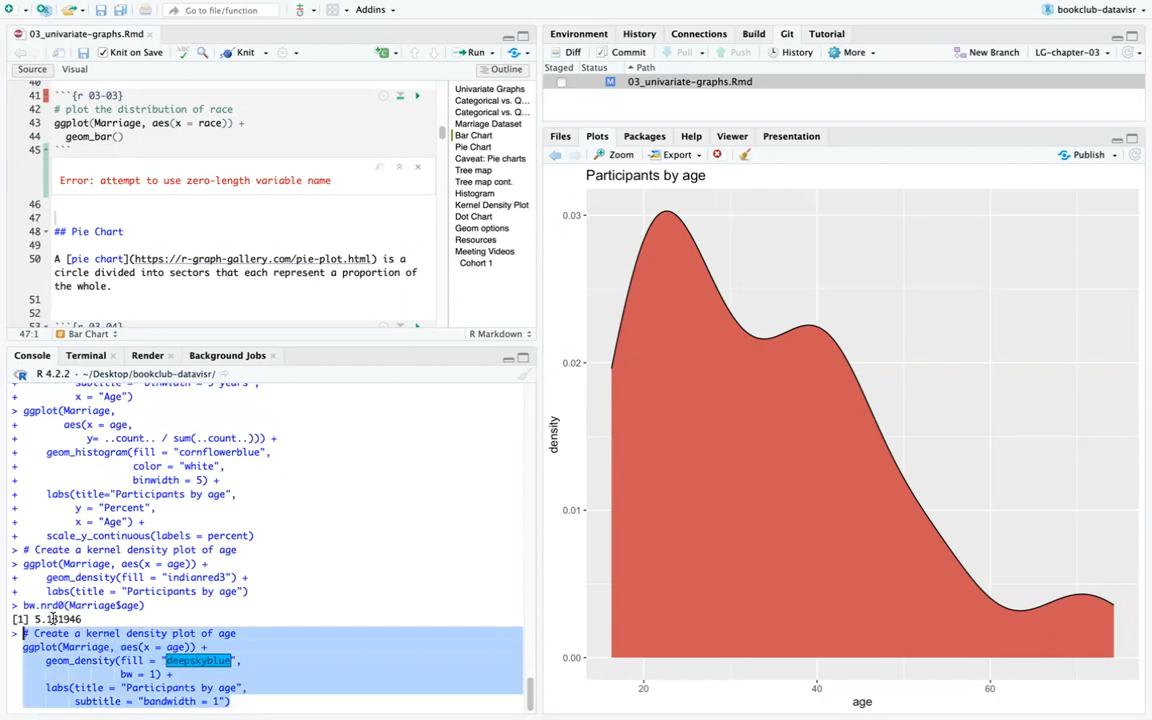 Go to file/function
Addins
bookclub-datavisr
03_univariate-graphs.Rmd
Knit on Save
Knit
Run
Source
Visual
Outline
41
```{r 03-03}
42
# plot the distribution of race
43
ggplot(Marriage, aes(x = race)) +
44
geom_bar()
45
```
Error: attempt to use zero-length variable name
46
47
48
## Pie Chart
49
50
A [pie chart](https://r-graph-gallery.com/pie-plot.html) is a
circle divided into sectors that each represent a proportion of
the whole.
51
52
53
```{r 03-04}
47:1
Bar Chart
R Markdown
Univariate Graphs
Categorical vs. Q...
Categorical vs. Q...
Marriage Dataset
Bar Chart
Pie Chart
Caveat: Pie charts
Tree map
Tree map cont.
Histogram
Kernel Density Plot
Dot Chart
Geom options
Resources
Meeting Videos
Cohort 1
Console
Terminal
Render
Background Jobs
R 4.2.2 · ~/Desktop/bookclub-datavisr/
+ subtitle = "binwidth = 5 years",
+ x = "Age")
> ggplot(Marriage,
+ aes(x = age,
+ y= ..count.. / sum(..count..))) +
+ geom_histogram(fill = "cornflowerblue",
+ color = "white",
+ binwidth = 5) +
+ labs(title="Participants by age",
+ y = "Percent",
+ x = "Age") +
+ scale_y_continuous(labels = percent)
> # Create a kernel density plot of age
> ggplot(Marriage, aes(x = age)) +
+ geom_density(fill = "indianred3") +
+ labs(title = "Participants by age")
> bw.nrd0(Marriage$age)
[1] 5.181946
> # Create a kernel density plot of age
ggplot(Marriage, aes(x = age)) +
geom_density(fill = "deepskyblue",
bw = 1) +
labs(title = "Participants by age",
subtitle = "bandwidth = 1")
Environment
History
Connections
Build
Git
Tutorial
Diff
Commit
Pull
Push
History
More
New Branch
LG-chapter-03
Staged
Status
Path
M
03_univariate-graphs.Rmd
Files
Plots
Packages
Help
Viewer
Presentation
Zoom
Export
Publish
Participants by age
0.03
0.02
0.01
0.00
density
20
40
60
age